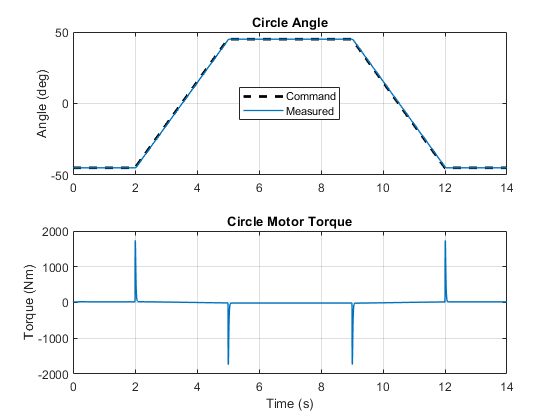 Circle Angle
50
0
-50
Angle (deg)
Command
Measured
0 2 4 6 8 10 12 14
Circle Motor Torque
2000
1000
0
-1000
-2000
Torque (Nm)
0 2 4 6 8 10 12 14
Time (s)